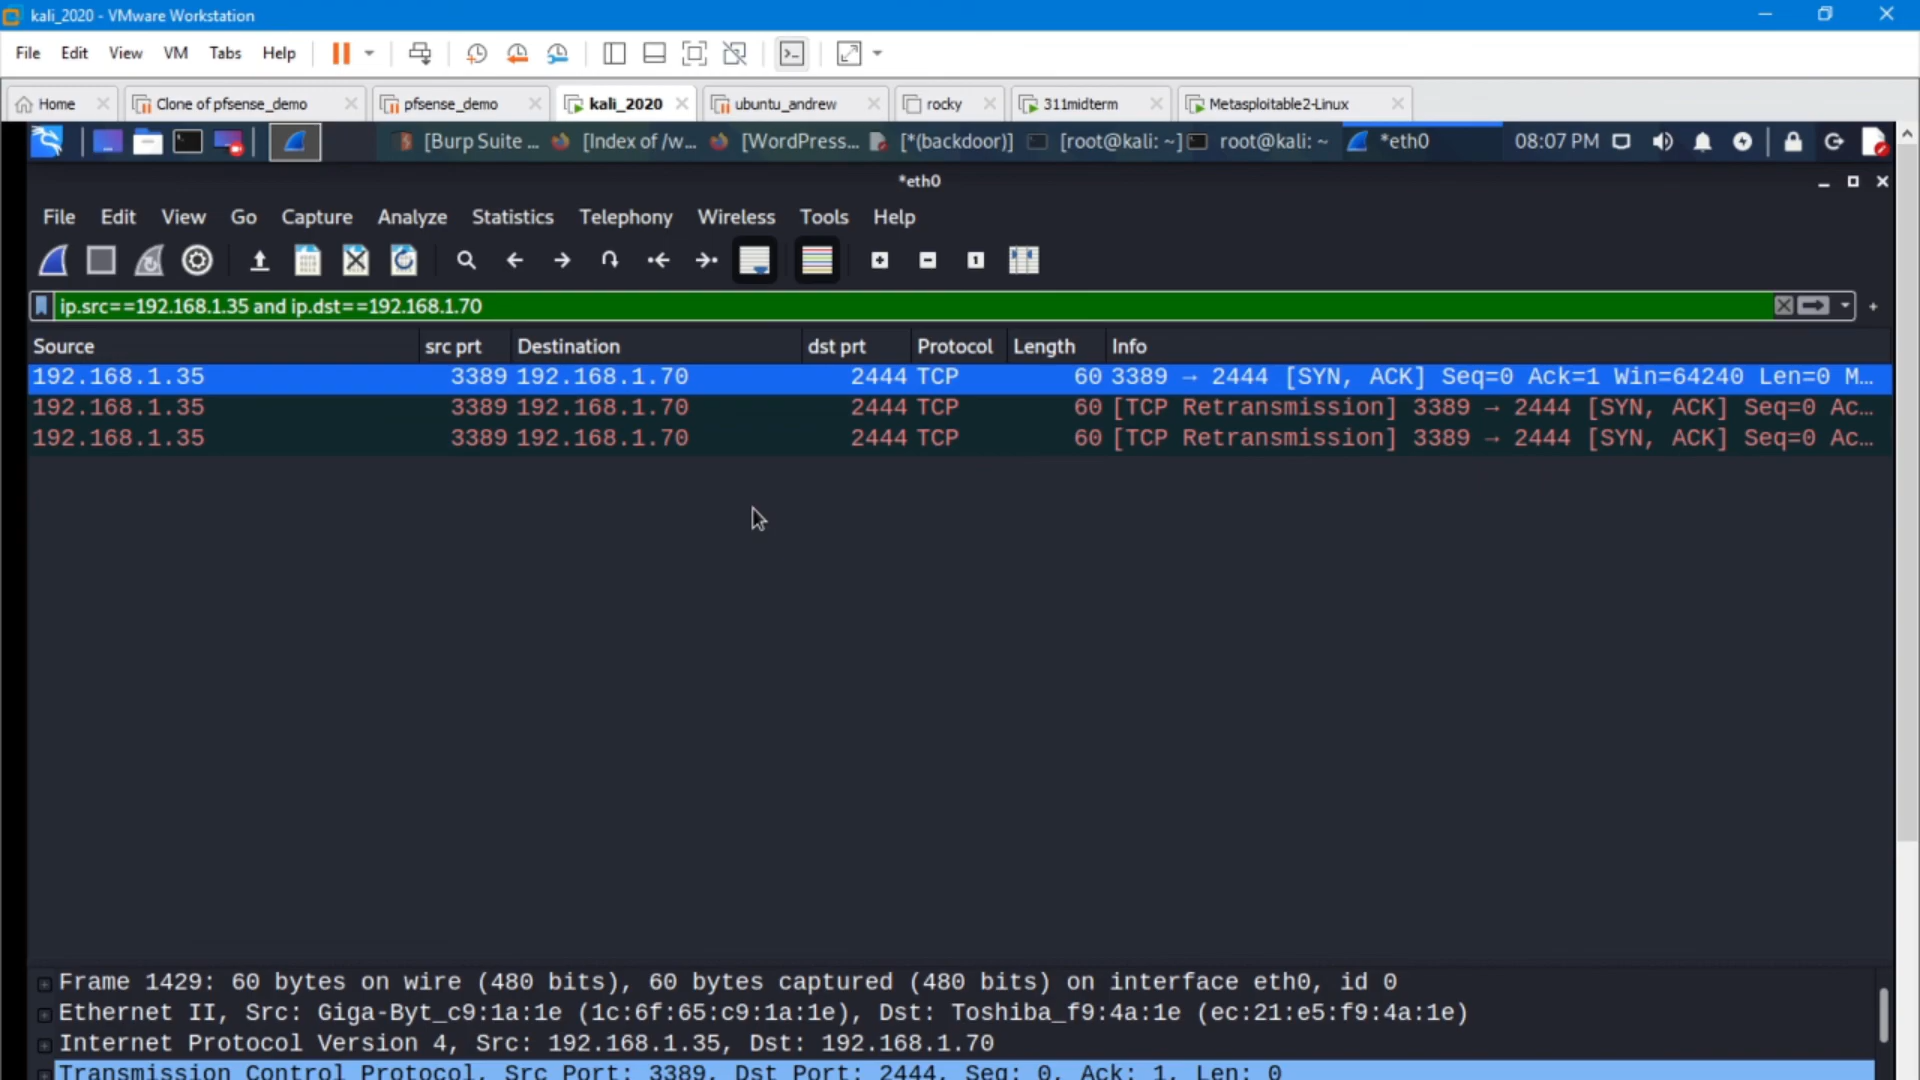 kali_2020 - VMware Workstation
File Edit View VM Tabs Help
Home Clone of pfsense_demo pfsense_demo kali_2020 ubuntu_andrew rocky 311midterm Metasploitable2-Linux
[Burp Suite ... [Index of /w... [WordPress... [*(backdoor)] [root@kali: ~] root@kali: ~ *eth0 08:07 PM
*eth0
File Edit View Go Capture Analyze Statistics Telephony Wireless Tools Help
ip.src==192.168.1.35 and ip.dst==192.168.1.70
Source src prt Destination dst prt Protocol Length Info
192.168.1.35 3389 192.168.1.70 2444 TCP 60 3389 → 2444 [SYN, ACK] Seq=0 Ack=1 Win=64240 Len=0 M...
192.168.1.35 3389 192.168.1.70 2444 TCP 60 [TCP Retransmission] 3389 → 2444 [SYN, ACK] Seq=0 Ac...
192.168.1.35 3389 192.168.1.70 2444 TCP 60 [TCP Retransmission] 3389 → 2444 [SYN, ACK] Seq=0 Ac...
Frame 1429: 60 bytes on wire (480 bits), 60 bytes captured (480 bits) on interface eth0, id 0
Ethernet II, Src: Giga-Byt_c9:1a:1e (1c:6f:65:c9:1a:1e), Dst: Toshiba_f9:4a:1e (ec:21:e5:f9:4a:1e)
Internet Protocol Version 4, Src: 192.168.1.35, Dst: 192.168.1.70
Transmission Control Protocol, Src Port: 3389, Dst Port: 2444, Seq: 0, Ack: 1, Len: 0